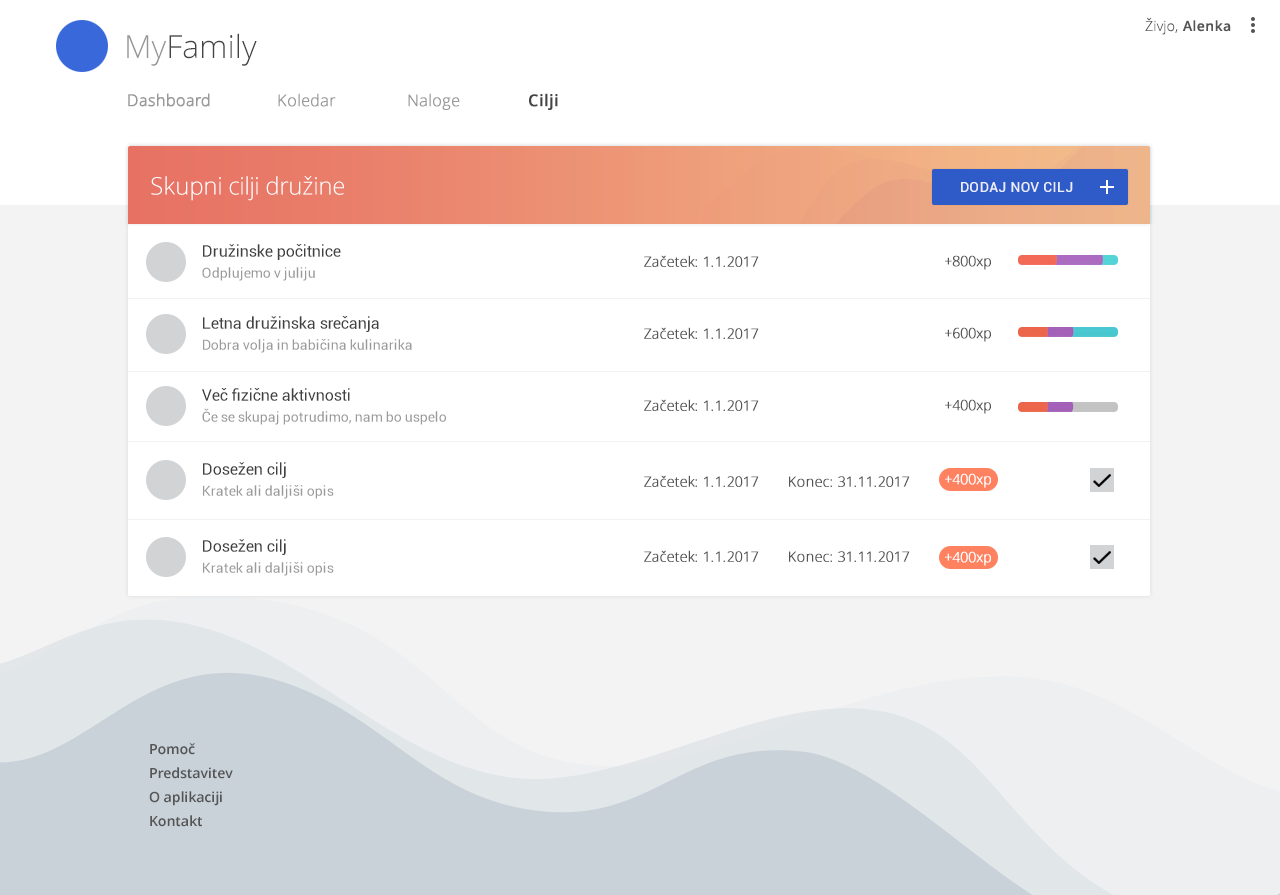 MyFamily
Živjo, Alenka
Dashboard Koledar Naloge Cilji
Skupni cilji družine
DODAJ NOV CILJ
Družinske počitnice
Odplujemo v juliju
Začetek: 1.1.2017
+800xp
Letna družinska srečanja
Dobra volja in babičina kulinarika
Začetek: 1.1.2017
+600xp
Več fizične aktivnosti
Če se skupaj potrudimo, nam bo uspelo
Začetek: 1.1.2017
+400xp
Dosežen cilj
Kratek ali daljiši opis
Začetek: 1.1.2017
Konec: 31.11.2017
+400xp
Dosežen cilj
Kratek ali daljiši opis
Začetek: 1.1.2017
Konec: 31.11.2017
+400xp
Pomoč
Predstavitev
O aplikaciji
Kontakt